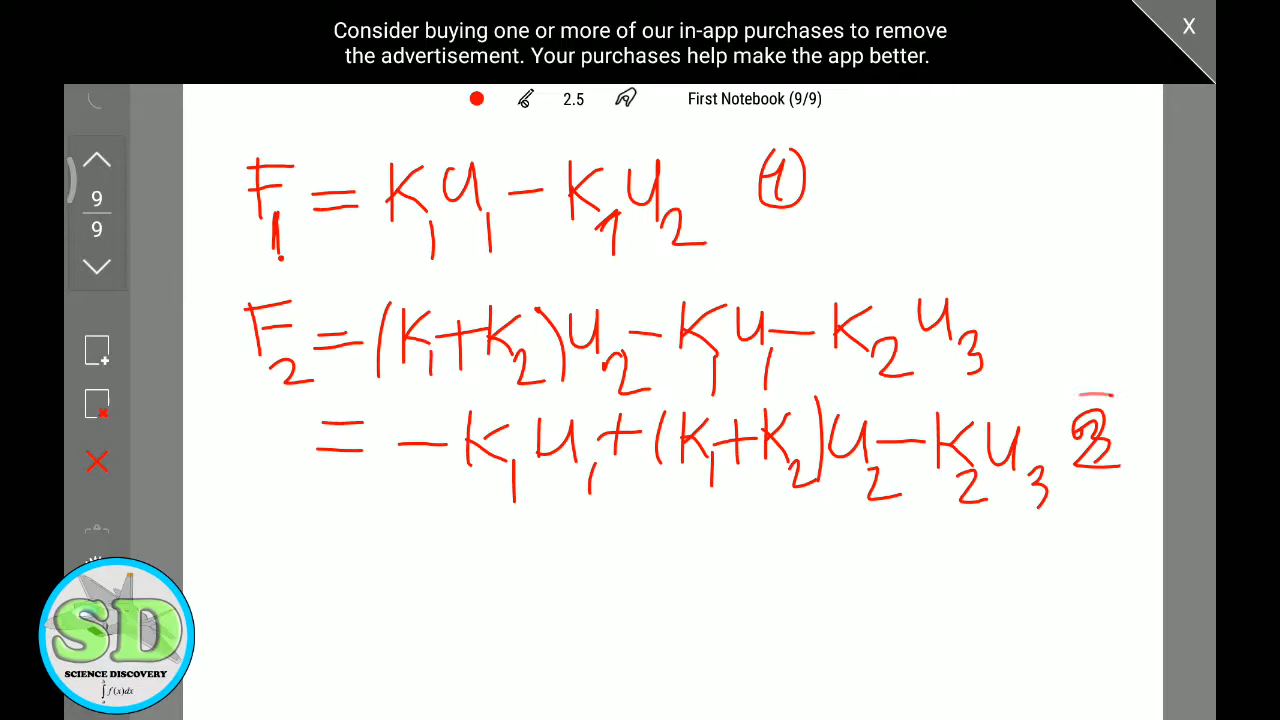 Consider buying one or more of our in-app purchases to remove
the advertisement. Your purchases help make the app better.
X
2.5 First Notebook (9/9)
9
9
F₁ = K₁U₁ - K₁U₂ ①
F₂ = (K₁+K₂)U₂ - K₁U₁ - K₂U₃
= -K₁U₁ + (K₁+K₂)U₂ - K₂U₃
SD
SCIENCE DISCOVERY
∫ f(x)dx